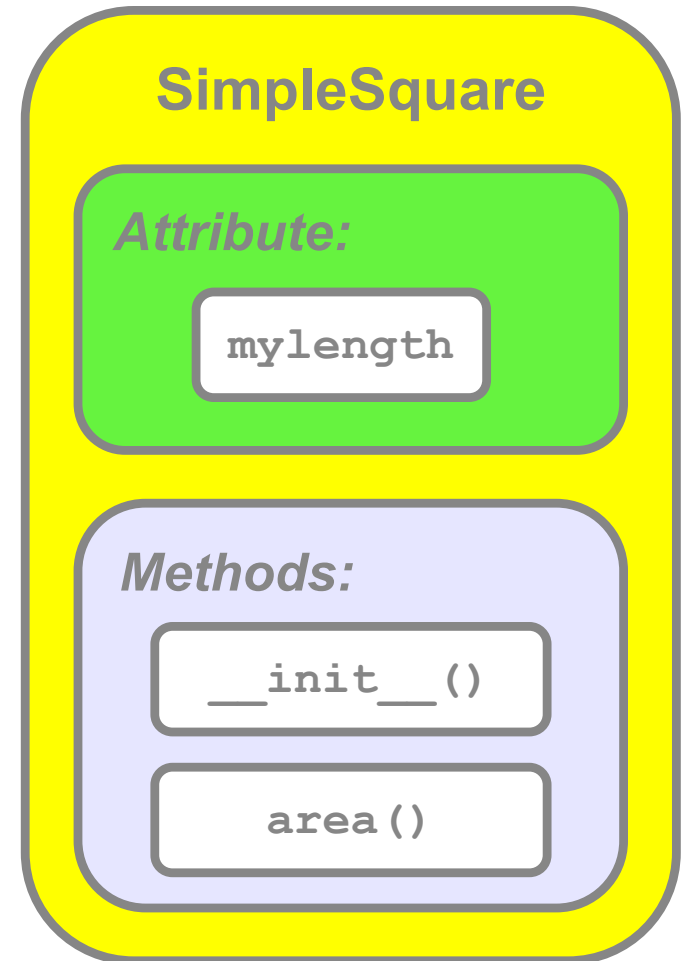 SimpleSquare
Attribute:
mylength
Methods:
__init__()
area()